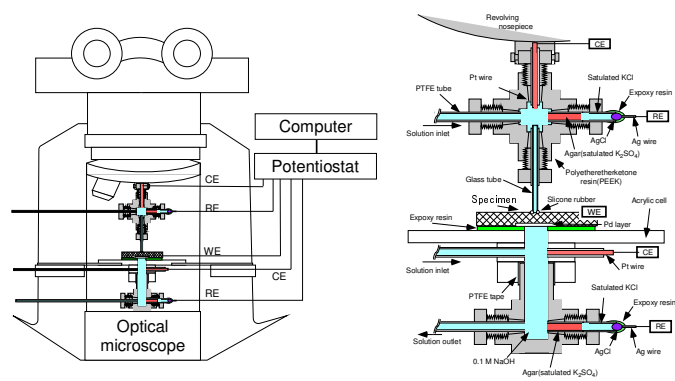 Computer
Potentiostat
CE
RE
WE
CE
RE
Optical
microscope
Revolving
nosepiece
CE
Pt wire
PTFE tube
Satulated KCl
Expoxy resin
RE
Solution inlet
AgCl
Ag wire
Agar(satulated K2SO4)
Polyetheretherketone
resin(PEEK)
Glass tube
Specimen
Silicone rubber
WE
Acrylic cell
Expoxy resin
Pd layer
CE
Solution inlet
Pt wire
PTFE tape
Satulated KCl
Expoxy resin
RE
Solution outlet
AgCl
Ag wire
0.1 M NaOH
Agar(satulated K2SO4)